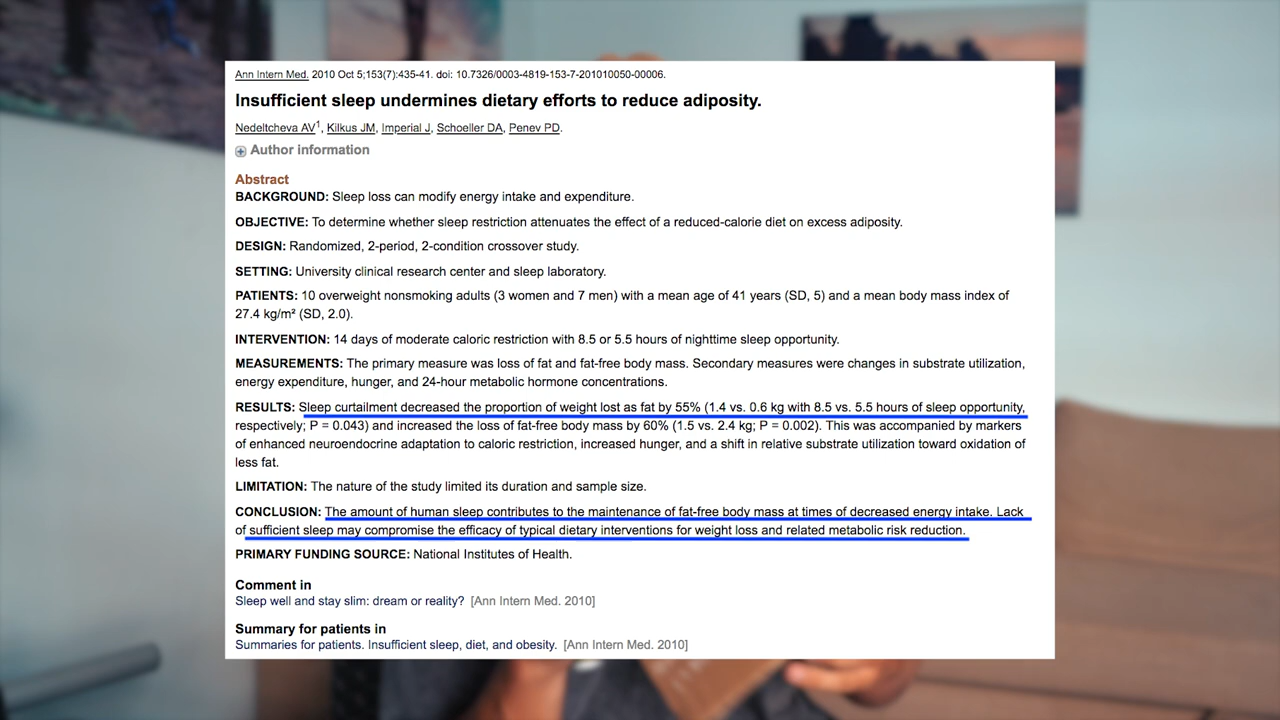 Ann Intern Med. 2010 Oct 5;153(7):435-41. doi: 10.7326/0003-4819-153-7-201010050-00006.
Insufficient sleep undermines dietary efforts to reduce adiposity.
Nedeltcheva AV1, Kilkus JM, Imperial J, Schoeller DA, Penev PD.
Author information
Abstract
BACKGROUND: Sleep loss can modify energy intake and expenditure.
OBJECTIVE: To determine whether sleep restriction attenuates the effect of a reduced-calorie diet on excess adiposity.
DESIGN: Randomized, 2-period, 2-condition crossover study.
SETTING: University clinical research center and sleep laboratory.
PATIENTS: 10 overweight nonsmoking adults (3 women and 7 men) with a mean age of 41 years (SD, 5) and a mean body mass index of
27.4 kg/m² (SD, 2.0).
INTERVENTION: 14 days of moderate caloric restriction with 8.5 or 5.5 hours of nighttime sleep opportunity.
MEASUREMENTS: The primary measure was loss of fat and fat-free body mass. Secondary measures were changes in substrate utilization,
energy expenditure, hunger, and 24-hour metabolic hormone concentrations.
RESULTS: Sleep curtailment decreased the proportion of weight lost as fat by 55% (1.4 vs. 0.6 kg with 8.5 vs. 5.5 hours of sleep opportunity,
respectively; P = 0.043) and increased the loss of fat-free body mass by 60% (1.5 vs. 2.4 kg; P = 0.002). This was accompanied by markers
of enhanced neuroendocrine adaptation to caloric restriction, increased hunger, and a shift in relative substrate utilization toward oxidation of
less fat.
LIMITATION: The nature of the study limited its duration and sample size.
CONCLUSION: The amount of human sleep contributes to the maintenance of fat-free body mass at times of decreased energy intake. Lack
of sufficient sleep may compromise the efficacy of typical dietary interventions for weight loss and related metabolic risk reduction.
PRIMARY FUNDING SOURCE: National Institutes of Health.
Comment in
Sleep well and stay slim: dream or reality? [Ann Intern Med. 2010]
Summary for patients in
Summaries for patients. Insufficient sleep, diet, and obesity. [Ann Intern Med. 2010]